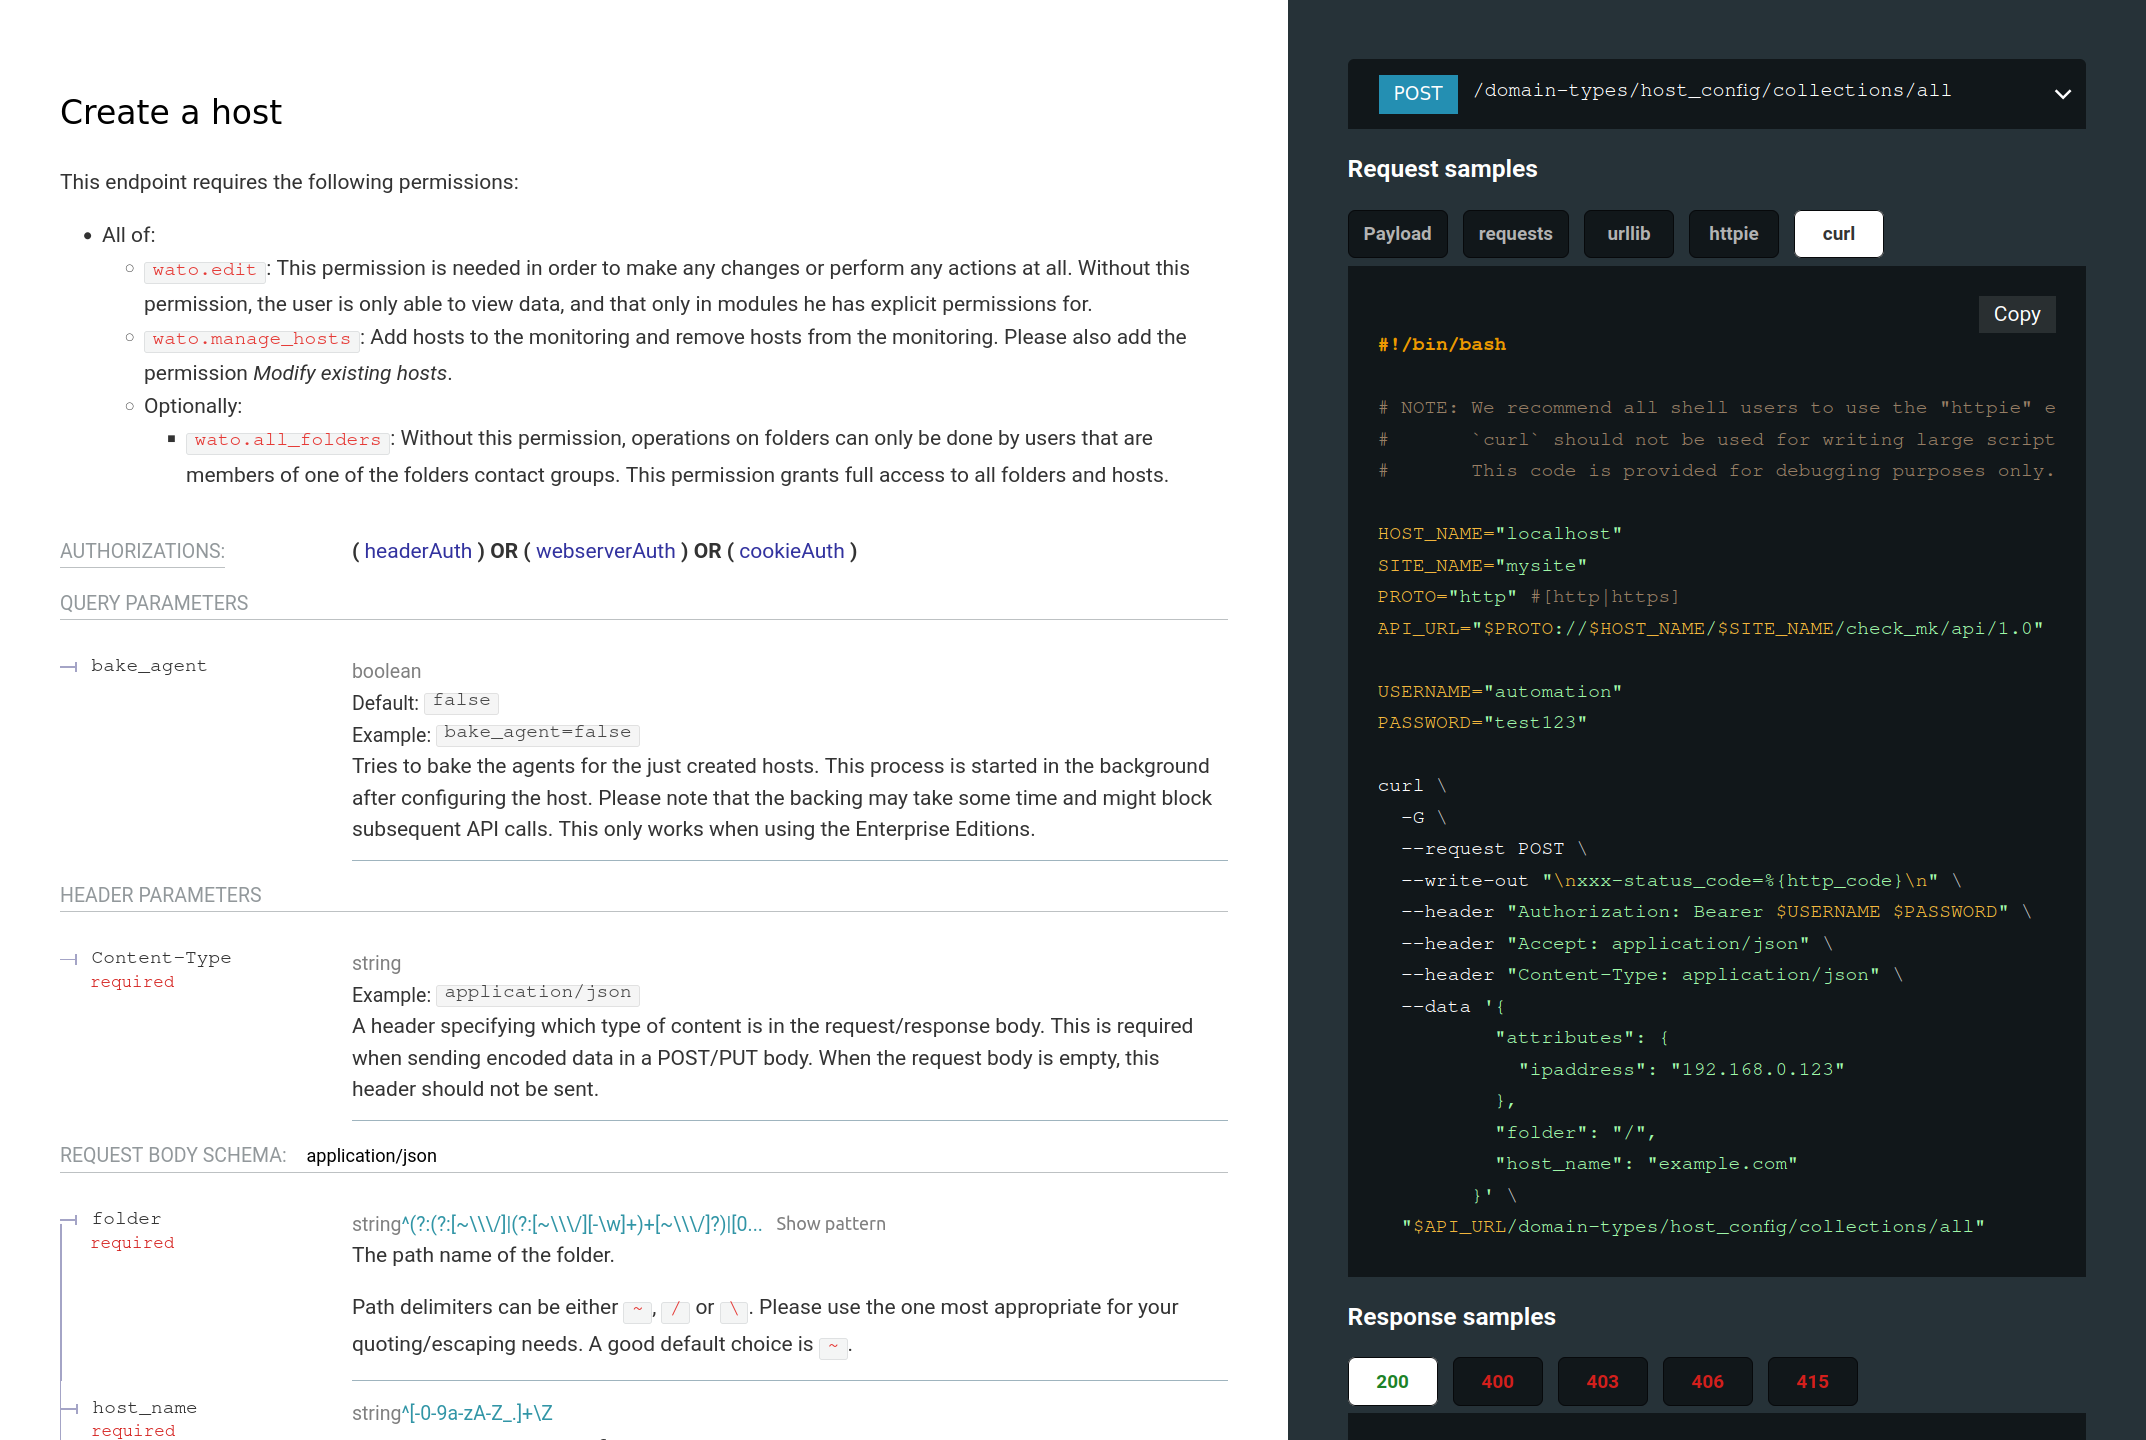 Create a host
This endpoint requires the following permissions:
All of:
wato.edit: This permission is needed in order to make any changes or perform any actions at all. Without this
permission, the user is only able to view data, and that only in modules he has explicit permissions for.
wato.manage_hosts: Add hosts to the monitoring and remove hosts from the monitoring. Please also add the
permission Modify existing hosts.
Optionally:
wato.all_folders: Without this permission, operations on folders can only be done by users that are
members of one of the folders contact groups. This permission grants full access to all folders and hosts.
AUTHORIZATIONS: ( headerAuth ) OR ( webserverAuth ) OR ( cookieAuth )
QUERY PARAMETERS
bake_agent
boolean
Default: false
Example: bake_agent=false
Tries to bake the agents for the just created hosts. This process is started in the background
after configuring the host. Please note that the backing may take some time and might block
subsequent API calls. This only works when using the Enterprise Editions.
HEADER PARAMETERS
Content-Type
required
string
Example: application/json
A header specifying which type of content is in the request/response body. This is required
when sending encoded data in a POST/PUT body. When the request body is empty, this
header should not be sent.
REQUEST BODY SCHEMA: application/json
folder
required
string^(?:(?:[~\\\/]|(?:[~\\\/][-\w]+)+[~\\\/]?)|[0... Show pattern
The path name of the folder.
Path delimiters can be either ~, / or \. Please use the one most appropriate for your
quoting/escaping needs. A good default choice is ~.
host_name
required
string^[-0-9a-zA-Z_.]+\Z
POST /domain-types/host_config/collections/all
Request samples
Payload requests urllib httpie curl
Copy
#!/bin/bash
# NOTE: We recommend all shell users to use the "httpie" e
#       `curl` should not be used for writing large script
#       This code is provided for debugging purposes only.
HOST_NAME="localhost"
SITE_NAME="mysite"
PROTO="http" #[http|https]
API_URL="$PROTO://$HOST_NAME/$SITE_NAME/check_mk/api/1.0"
USERNAME="automation"
PASSWORD="test123"
curl \
  -G \
  --request POST \
  --write-out "\nxxx-status_code=%{http_code}\n" \
  --header "Authorization: Bearer $USERNAME $PASSWORD" \
  --header "Accept: application/json" \
  --header "Content-Type: application/json" \
  --data '{
          "attributes": {
            "ipaddress": "192.168.0.123"
          },
          "folder": "/",
          "host_name": "example.com"
        }' \
  "$API_URL/domain-types/host_config/collections/all"
Response samples
200 400 403 406 415